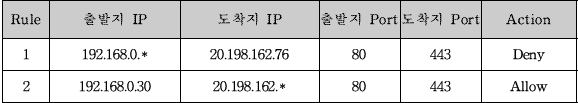 Rule 출발지 IP 도착지 IP 출발지 Port 도착지 Port Action
1 192.168.0.* 20.198.162.76 80 443 Deny
2 192.168.0.30 20.198.162.* 80 443 Allow